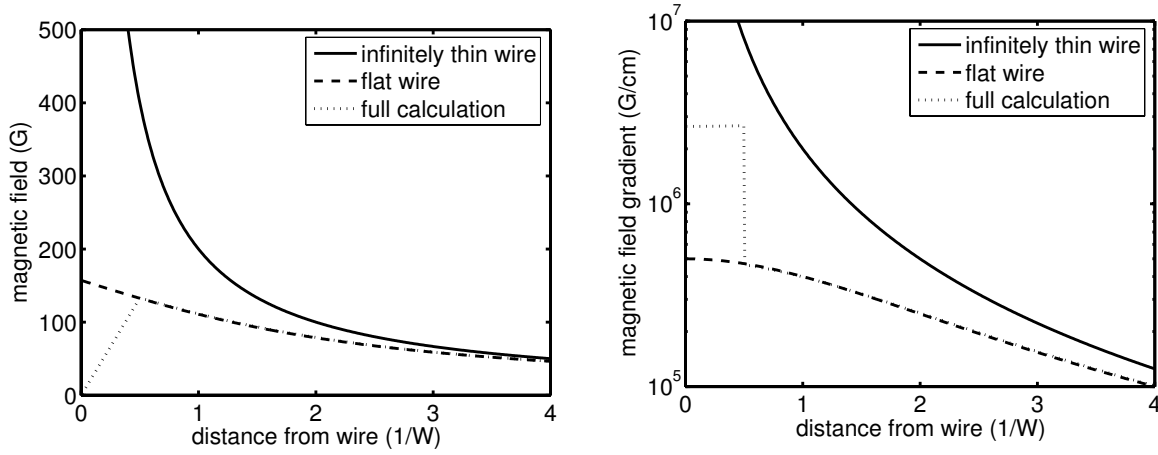 magnetic field (G)
500
400
300
200
100
0
0 1 2 3 4
distance from wire (1/W)
infinitely thin wire
flat wire
full calculation
magnetic field gradient (G/cm)
10^7
10^6
10^5
0 1 2 3 4
distance from wire (1/W)
infinitely thin wire
flat wire
full calculation